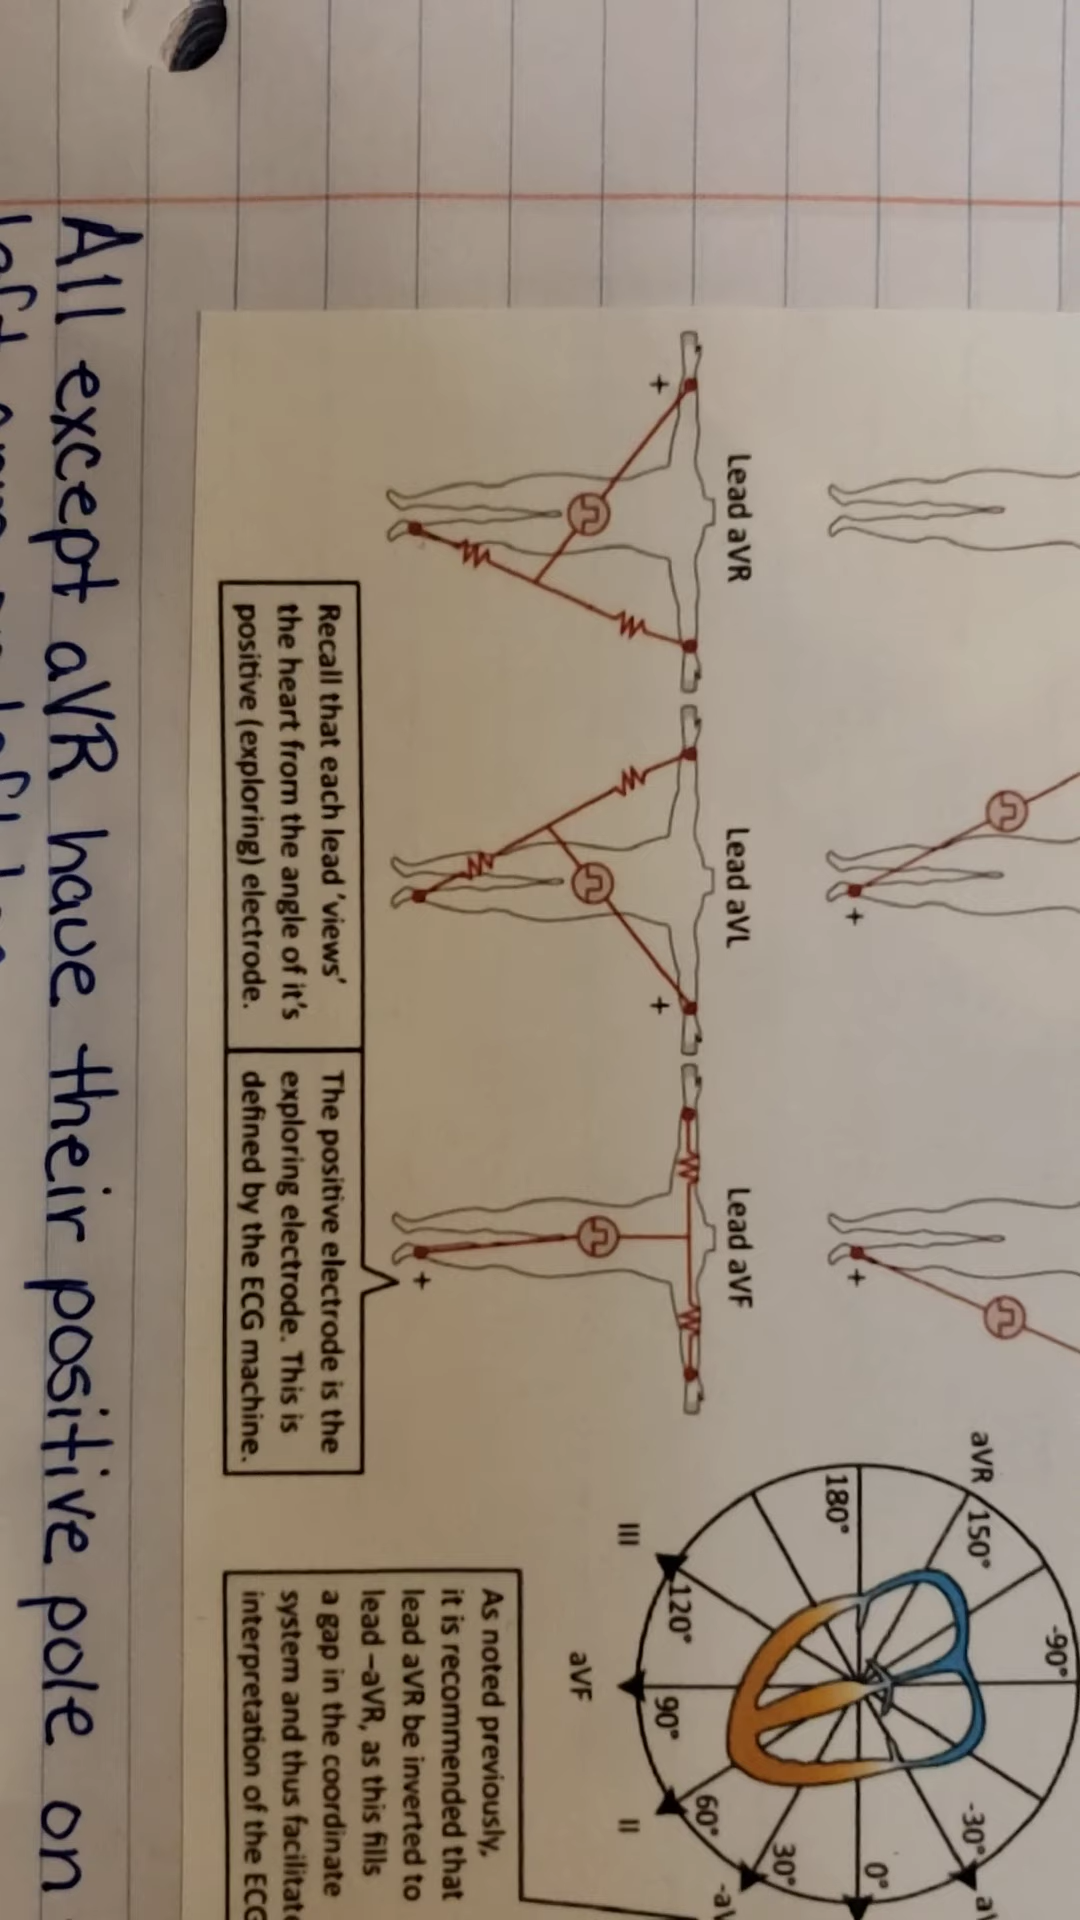 Lead aVR
Lead aVL
Lead aVF
+
+
+
+
+
Recall that each lead 'views'
the heart from the angle of it's
positive (exploring) electrode.
The positive electrode is the
exploring electrode. This is
defined by the ECG machine.
-90°
aVR
150°
-30°
180°
0°
30°
III
120°
90°
60°
II
aVF
As noted previously,
it is recommended that
lead aVR be inverted to
lead –aVR, as this fills
a gap in the coordinate
system and thus
interpretation of the ECG
All except aVR have their positive pole on
left